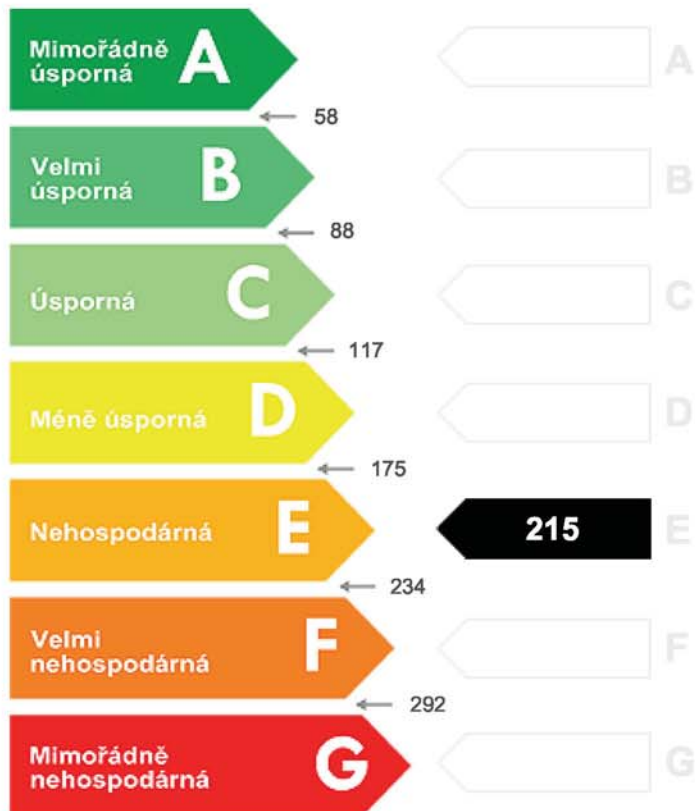 Mimořádně
úsporná
A
A
58
Velmi
úsporná
B
B
88
Úsporná
C
C
117
Méně úsporná
D
D
175
Nehospodárná
E
215
E
234
Velmi
nehospodárná
F
F
292
Mimořádně
nehospodárná
G
G